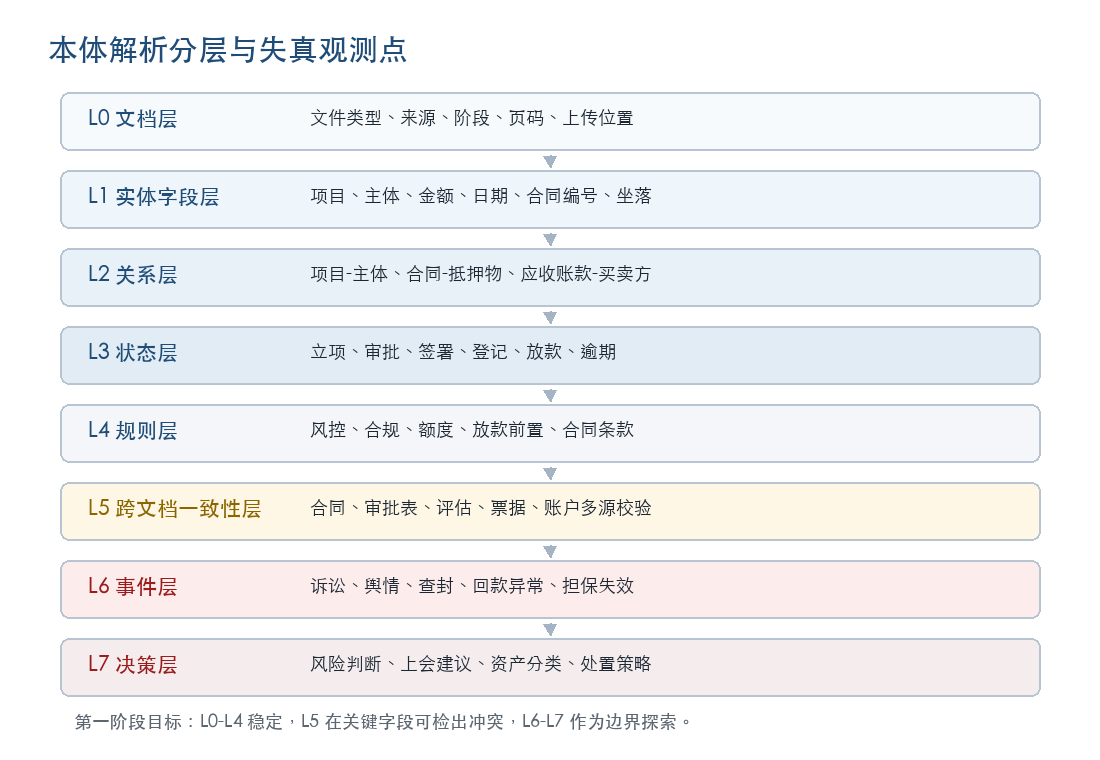 本体解析分层与失真观测点
L0 文档层 文件类型、来源、阶段、页码、上传位置
L1 实体字段层 项目、主体、金额、日期、合同编号、坐落
L2 关系层 项目-主体、合同-抵押物、应收账款-买卖方
L3 状态层 立项、审批、签署、登记、放款、逾期
L4 规则层 风控、合规、额度、放款前置、合同条款
L5 跨文档一致性层 合同、审批表、评估、票据、账户多源校验
L6 事件层 诉讼、舆情、查封、回款异常、担保失效
L7 决策层 风险判断、上会建议、资产分类、处置策略
第一阶段目标：L0-L4 稳定，L5 在关键字段可检出冲突，L6-L7 作为边界探索。